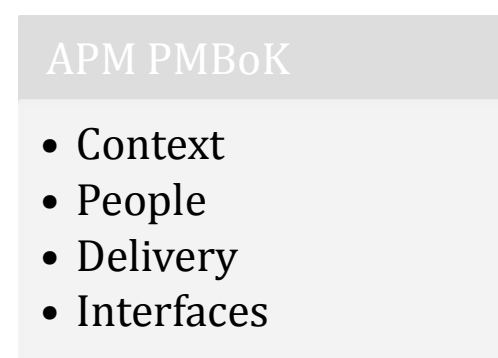 APM PMBoK
• Context
• People
• Delivery
• Interfaces